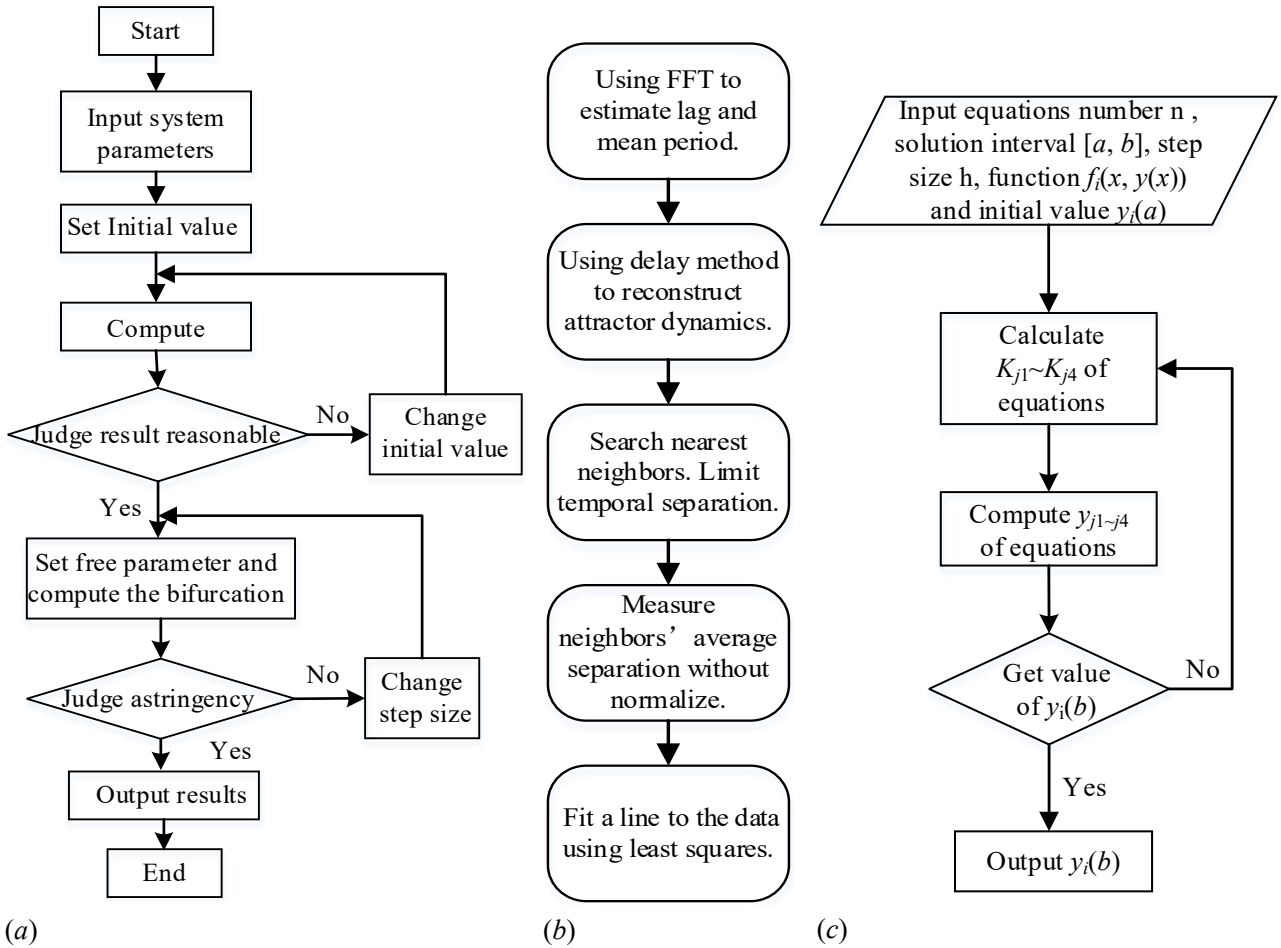 Start
Input system
parameters
Set Initial value
Compute
Judge result reasonable
No
Change
initial value
Yes
Set free parameter and
compute the bifurcation
Judge astringency
No
Change
step size
Yes
Output results
End
(a)
Using FFT to
estimate lag and
mean period.
Using delay method
to reconstruct
attractor dynamics.
Search nearest
neighbors. Limit
temporal separation.
Measure
neighbors’ average
separation without
normalize.
Fit a line to the data
using least squares.
(b)
Input equations number n ,
solution interval [a, b], step
size h, function fi(x, y(x))
and initial value yi(a)
Calculate
Kj1~Kj4 of
equations
Compute yj1~j4
of equations
Get value
of yi(b)
No
Yes
Output yi(b)
(c)